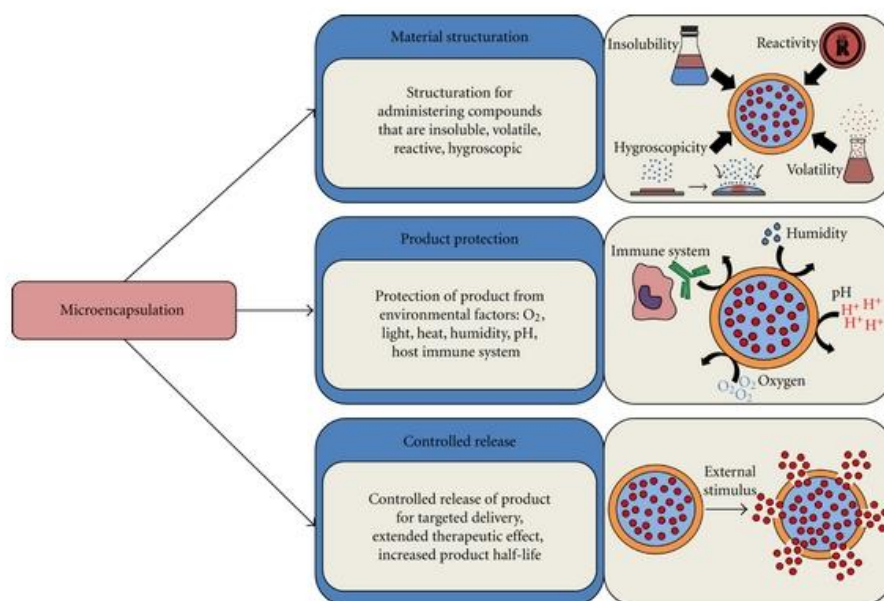 Material structuration
Structuration for
administering compounds
that are insoluble, volatile,
reactive, hygroscopic
Insolubility
Reactivity
R
Hygroscopicity
Volatility
Microencapsulation
Product protection
Protection of product from
environmental factors: O₂,
light, heat, humidity, pH,
host immune system
Immune system
Humidity
pH
H⁺ H⁺
H⁺ H⁺
O₂ O₂ Oxygen
O₂
Controlled release
Controlled release of product
for targeted delivery,
extended therapeutic effect,
increased product half-life
External
stimulus